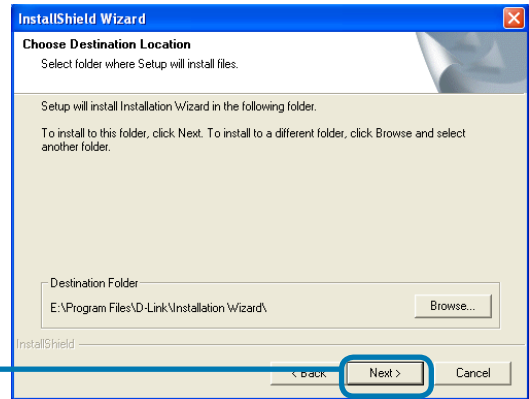 InstallShield Wizard
Choose Destination Location
Select folder where Setup will install files.
Setup will install Installation Wizard in the following folder.
To install to this folder, click Next. To install to a different folder, click Browse and select
another folder.
Destination Folder
E:\Program Files\D-Link\Installation Wizard\
Browse...
InstallShield
< Back
Next >
Cancel